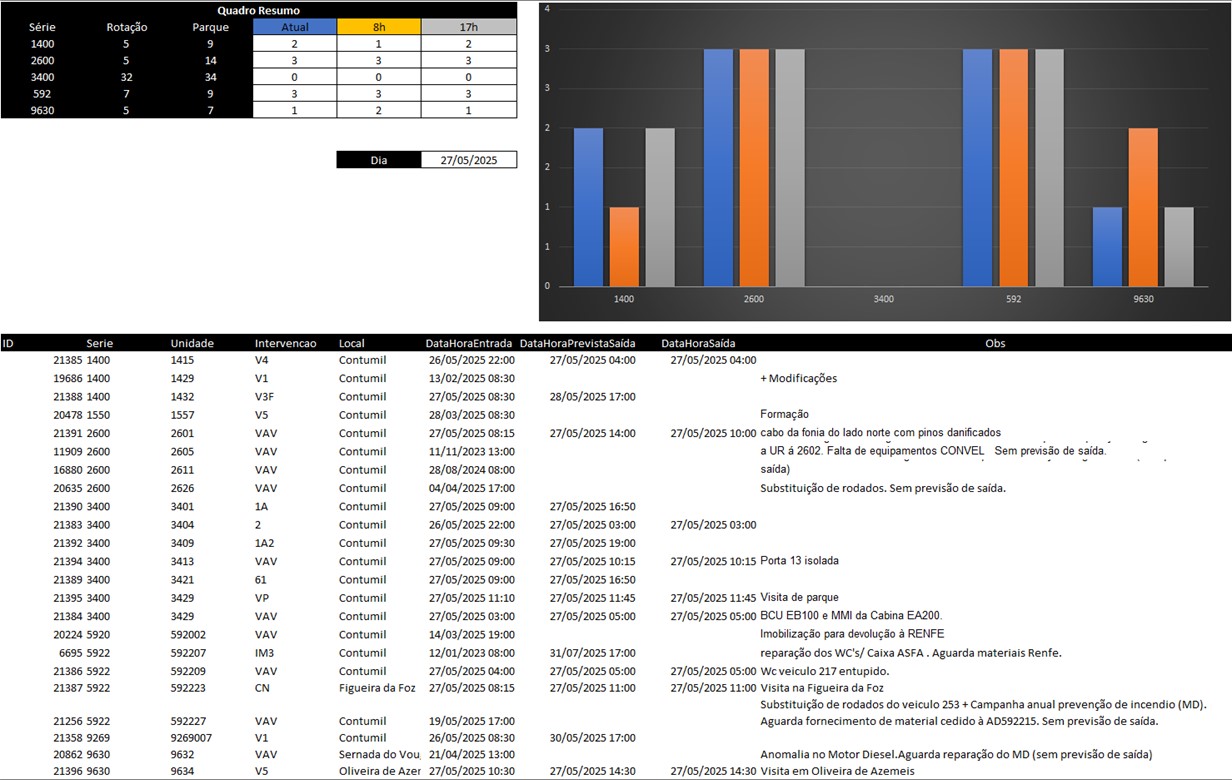 Quadro Resumo
Série Rotação Parque Atual 8h 17h
1400 5 9 2 1 2
2600 5 14 3 3 3
3400 32 34 0 0 0
592 7 9 3 3 3
9630 5 7 1 2 1
Dia 27/05/2025
4
3
3
2
2
1
1
0
1400 2600 3400 592 9630
ID Serie Unidade Intervencao Local DataHoraEntrada DataHoraPrevistaSaída DataHoraSaída Obs
21385 1400 1415 V4 Contumil 26/05/2025 22:00 27/05/2025 04:00 27/05/2025 04:00
19686 1400 1429 V1 Contumil 13/02/2025 08:30 + Modificações
21388 1400 1432 V3F Contumil 27/05/2025 08:30 28/05/2025 17:00
20478 1550 1557 V5 Contumil 28/03/2025 08:30 Formação
21391 2600 2601 VAV Contumil 27/05/2025 08:15 27/05/2025 14:00 27/05/2025 10:00 cabo da fonia do lado norte com pinos danificados
11909 2600 2605 VAV Contumil 11/11/2023 13:00 a UR á 2602. Falta de equipamentos CONVEL Sem previsão de saída.
16880 2600 2611 VAV Contumil 28/08/2024 08:00 saída)
20635 2600 2626 VAV Contumil 04/04/2025 17:00 Substituição de rodados. Sem previsão de saída.
21390 3400 3401 1A Contumil 27/05/2025 09:00 27/05/2025 16:50
21383 3400 3404 2 Contumil 26/05/2025 22:00 27/05/2025 03:00 27/05/2025 03:00
21392 3400 3409 1A2 Contumil 27/05/2025 09:30 27/05/2025 19:00
21394 3400 3413 VAV Contumil 27/05/2025 09:00 27/05/2025 10:15 27/05/2025 10:15 Porta 13 isolada
21389 3400 3421 61 Contumil 27/05/2025 09:00 27/05/2025 16:50
21395 3400 3429 VP Contumil 27/05/2025 11:10 27/05/2025 11:45 27/05/2025 11:45 Visita de parque
21384 3400 3429 VAV Contumil 27/05/2025 03:00 27/05/2025 05:00 27/05/2025 05:00 BCU EB100 e MMI da Cabina EA200.
20224 5920 592002 VAV Contumil 14/03/2025 19:00 Imobilização para devolução à RENFE
6695 5922 592207 IM3 Contumil 12/01/2023 08:00 31/07/2025 17:00 reparação dos WC's/ Caixa ASFA . Aguarda materiais Renfe.
21386 5922 592209 VAV Contumil 27/05/2025 04:00 27/05/2025 05:00 27/05/2025 05:00 Wc veiculo 217 entupido.
21387 5922 592223 CN Figueira da Foz 27/05/2025 08:15 27/05/2025 11:00 27/05/2025 11:00 Visita na Figueira da Foz
Substituição de rodados do veiculo 253 + Campanha anual prevenção de incendio (MD).
21256 5922 592227 VAV Contumil 19/05/2025 17:00 Aguarda fornecimento de material cedido à AD592215. Sem previsão de saída.
21358 9269 9269007 V1 Contumil 26/05/2025 08:30 30/05/2025 17:00
20862 9630 9632 VAV Sernada do Vou 21/04/2025 13:00 Anomalia no Motor Diesel.Aguarda reparação do MD (sem previsão de saída)
21396 9630 9634 V5 Oliveira de Azer 27/05/2025 10:30 27/05/2025 14:30 27/05/2025 14:30 Visita em Oliveira de Azemeis